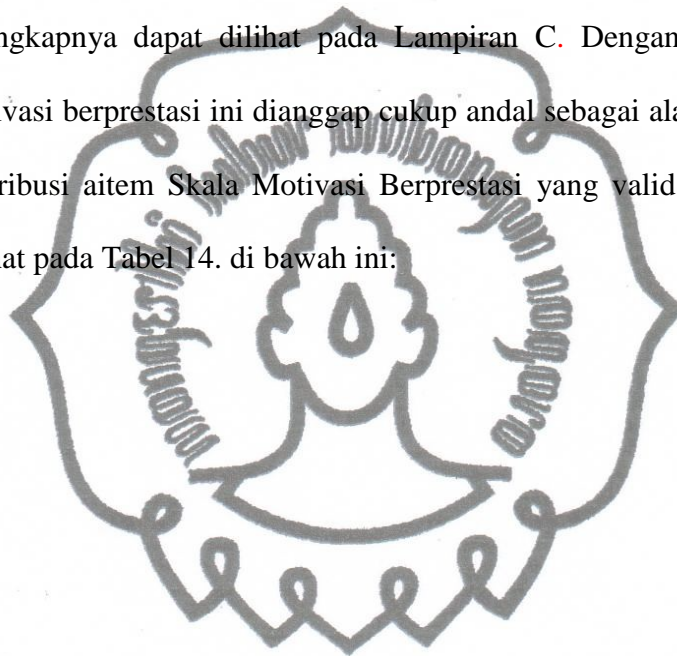 ngkapnya dapat dilihat pada Lampiran C. Dengan
ivasi berprestasi ini dianggap cukup andal sebagai ala
ribusi aitem Skala Motivasi Berprestasi yang valid
at pada Tabel 14. di bawah ini: